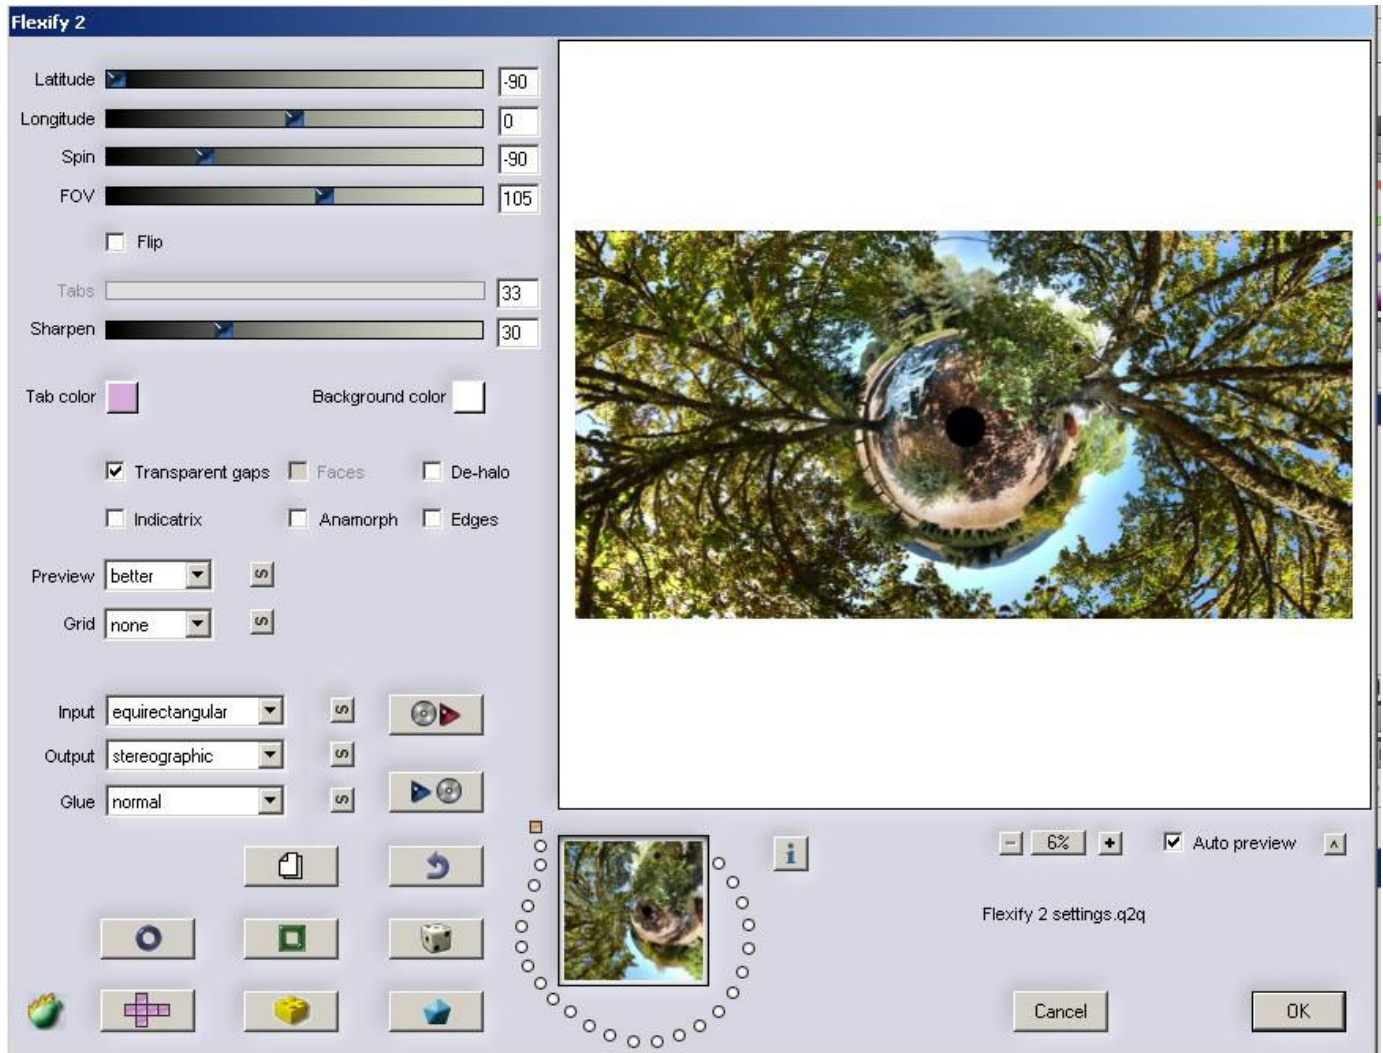 Flexify 2
Latitude -90
Longitude 0
Spin -90
FOV 105
Flip
Tabs 33
Sharpen 30
Tab color Background color
Transparent gaps Faces De-halo
Indicatrix Anamorph Edges
Preview better S
Grid none S
Input equirectangular S
Output stereographic S
Glue normal S
i - 6% + Auto preview ^
Flexify 2 settings.q2q
Cancel OK